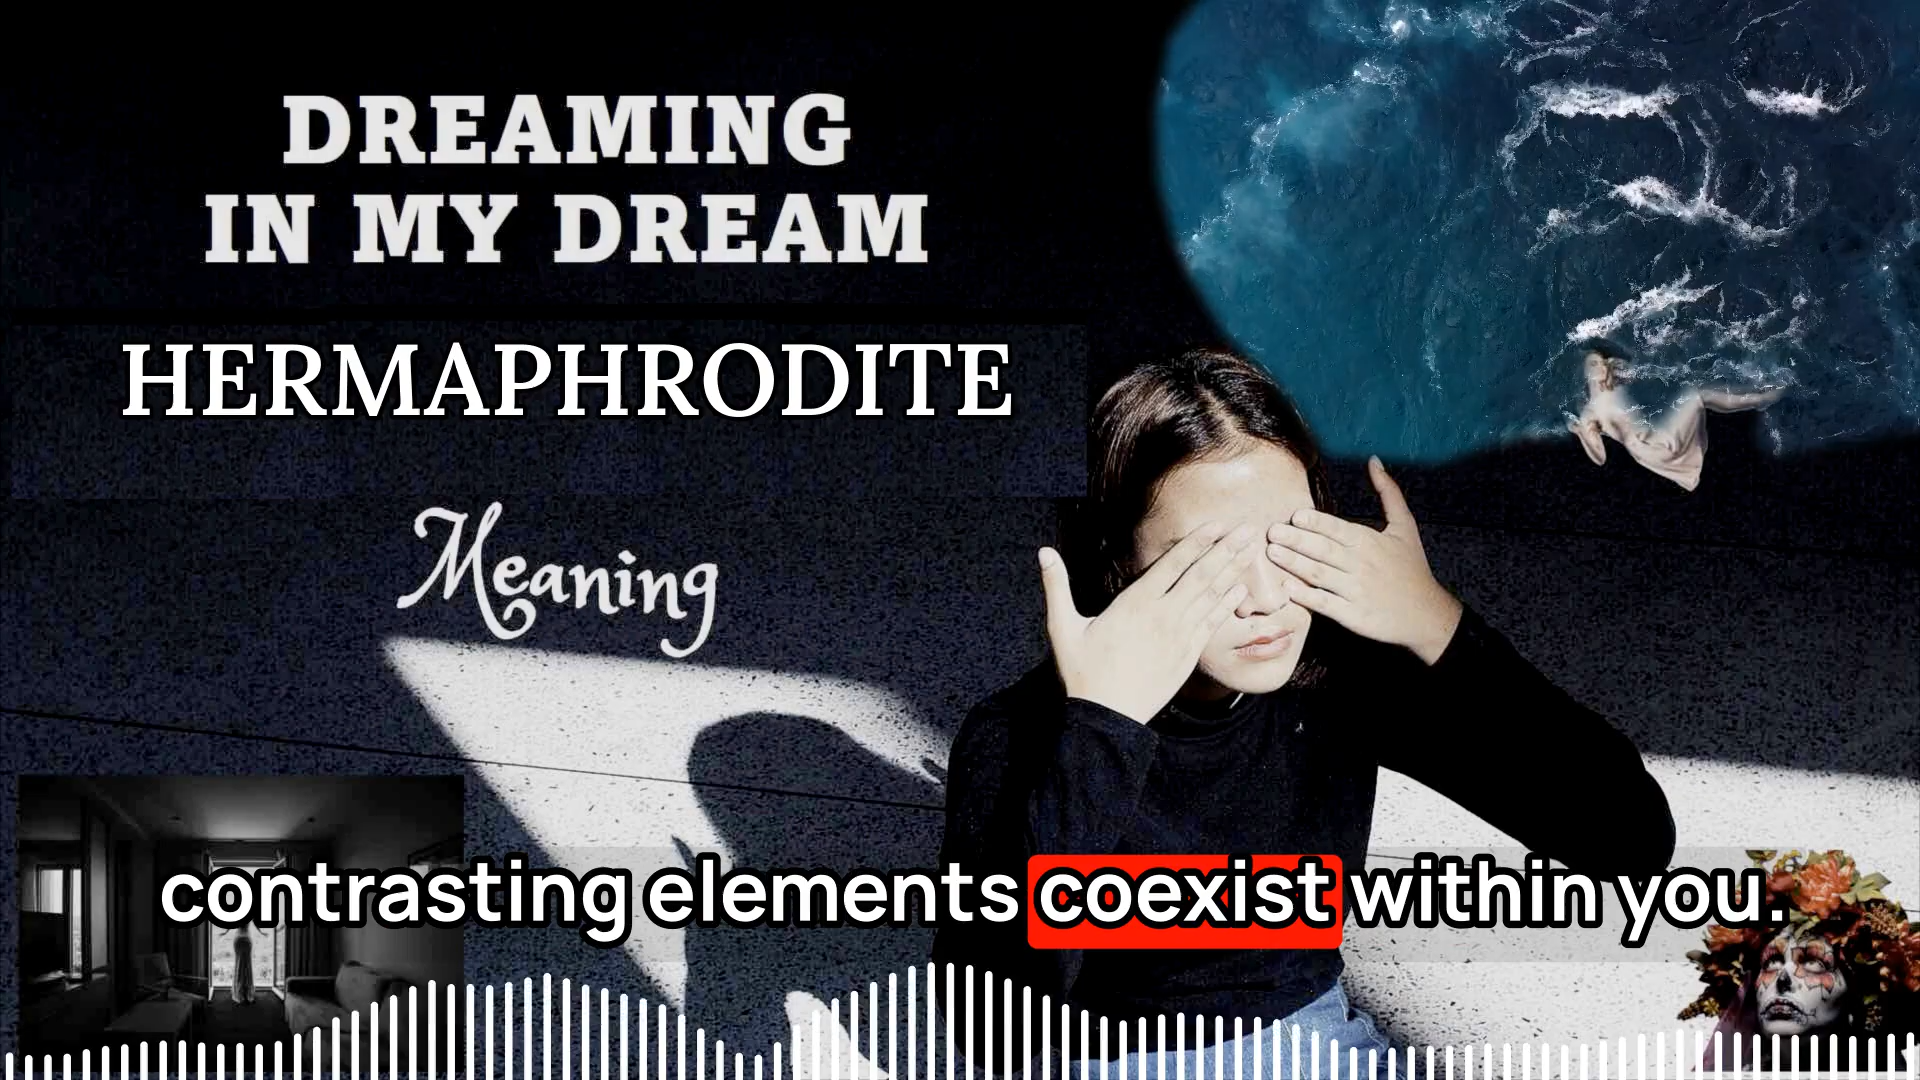 DREAMING
IN MY DREAM
HERMAPHRODITE
Meaning
contrasting elements coexist within you.